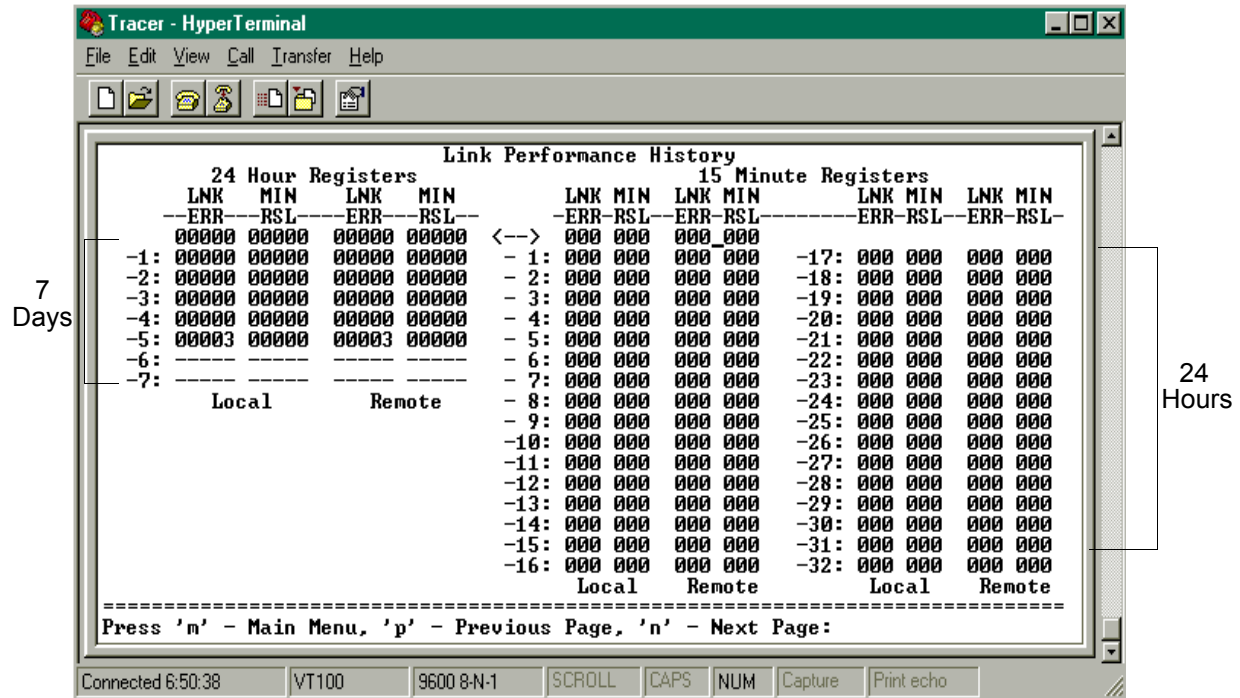 Tracer - HyperTerminal
File Edit View Call Transfer Help
Link Performance History
24 Hour Registers 15 Minute Registers
LNK MIN LNK MIN LNK MIN LNK MIN LNK MIN LNK MIN
--ERR---RSL----ERR---RSL-- -ERR-RSL--ERR-RSL--------ERR-RSL--ERR-RSL-
00000 00000 00000 00000 <--> 000 000 000_000
-1: 00000 00000 00000 00000 - 1: 000 000 000 000 -17: 000 000 000 000
-2: 00000 00000 00000 00000 - 2: 000 000 000 000 -18: 000 000 000 000
-3: 00000 00000 00000 00000 - 3: 000 000 000 000 -19: 000 000 000 000
-4: 00000 00000 00000 00000 - 4: 000 000 000 000 -20: 000 000 000 000
-5: 00003 00000 00003 00000 - 5: 000 000 000 000 -21: 000 000 000 000
-6: ----- ----- ----- ----- - 6: 000 000 000 000 -22: 000 000 000 000
-7: ----- ----- ----- ----- - 7: 000 000 000 000 -23: 000 000 000 000
Local Remote - 8: 000 000 000 000 -24: 000 000 000 000
- 9: 000 000 000 000 -25: 000 000 000 000
-10: 000 000 000 000 -26: 000 000 000 000
-11: 000 000 000 000 -27: 000 000 000 000
-12: 000 000 000 000 -28: 000 000 000 000
-13: 000 000 000 000 -29: 000 000 000 000
-14: 000 000 000 000 -30: 000 000 000 000
-15: 000 000 000 000 -31: 000 000 000 000
-16: 000 000 000 000 -32: 000 000 000 000
Local Remote Local Remote
===============================================================================
Press 'm' - Main Menu, 'p' - Previous Page, 'n' - Next Page:
Connected 6:50:38 VT100 9600 8-N-1 SCROLL CAPS NUM Capture Print echo
7
Days
24
Hours